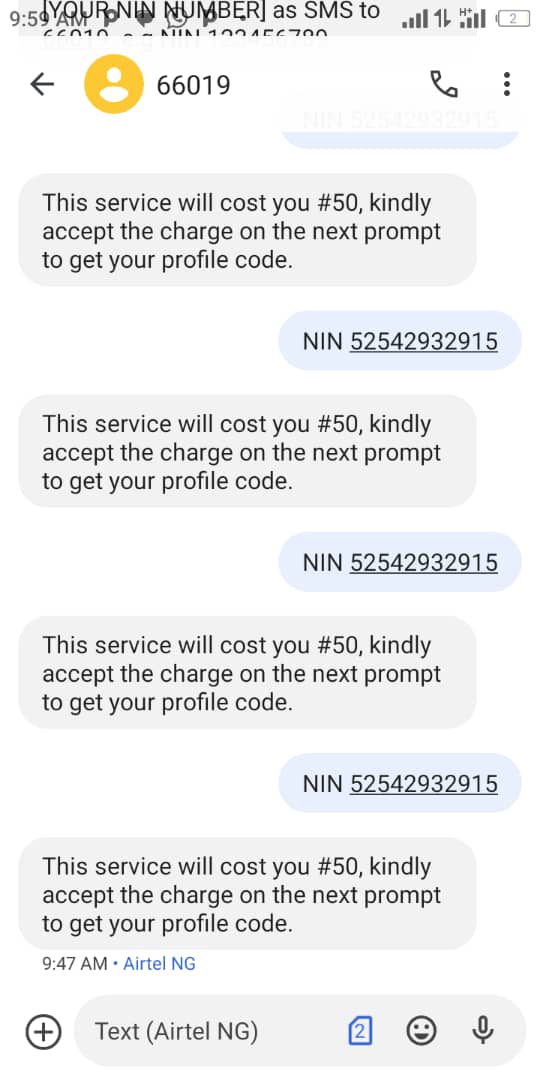 [YOUR NIN NUMBER] as SMS to
9:59 AM
2
66019
NIN 52542932915
This service will cost you #50, kindly
accept the charge on the next prompt
to get your profile code.
NIN 52542932915
This service will cost you #50, kindly
accept the charge on the next prompt
to get your profile code.
NIN 52542932915
This service will cost you #50, kindly
accept the charge on the next prompt
to get your profile code.
NIN 52542932915
This service will cost you #50, kindly
accept the charge on the next prompt
to get your profile code.
9:47 AM • Airtel NG
Text (Airtel NG)
2